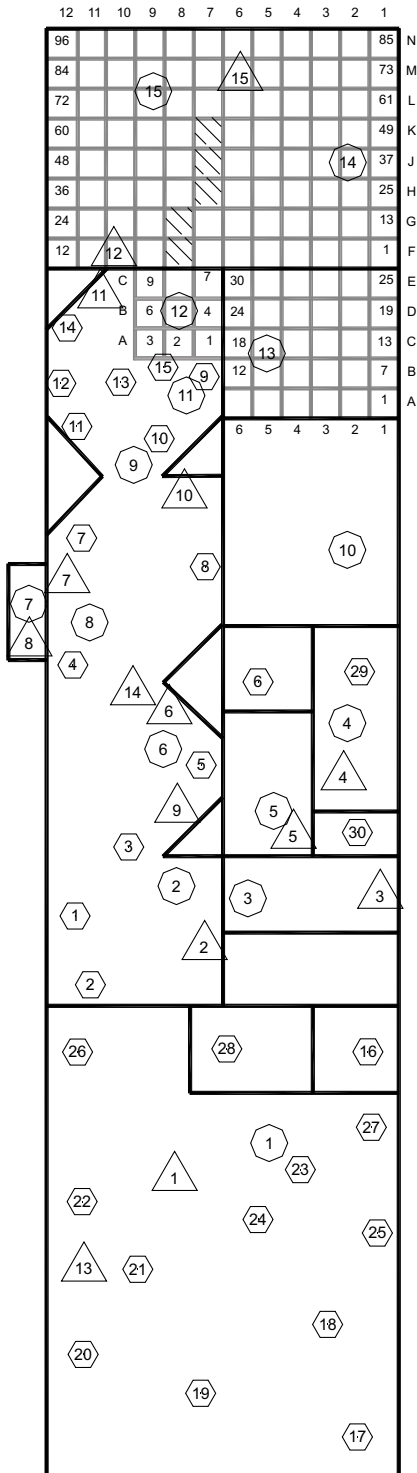 12 11 10 9 8 7 6 5 4 3 2 1
96 85 N
84 15 73 M
15
72 61 L
60 49 K
48 14 37 J
36 25 H
24 13 G
12 12 1 F
C 9 7 30 25 E
11
B 6 12 4 24 19 D
14
A 3 2 1 18 13 13 C
15 9 12 7 B
12 13
11 1 A
11 6 5 4 3 2 1
10
9
10
7
10
8
7
7
8
8
4 29
14 6
6
4
6
5
4
9
5
5 30
3
2
3 3
1
2
2
26 28 16
27
1
23
1
22
24
25
13 21
18
20
19
17